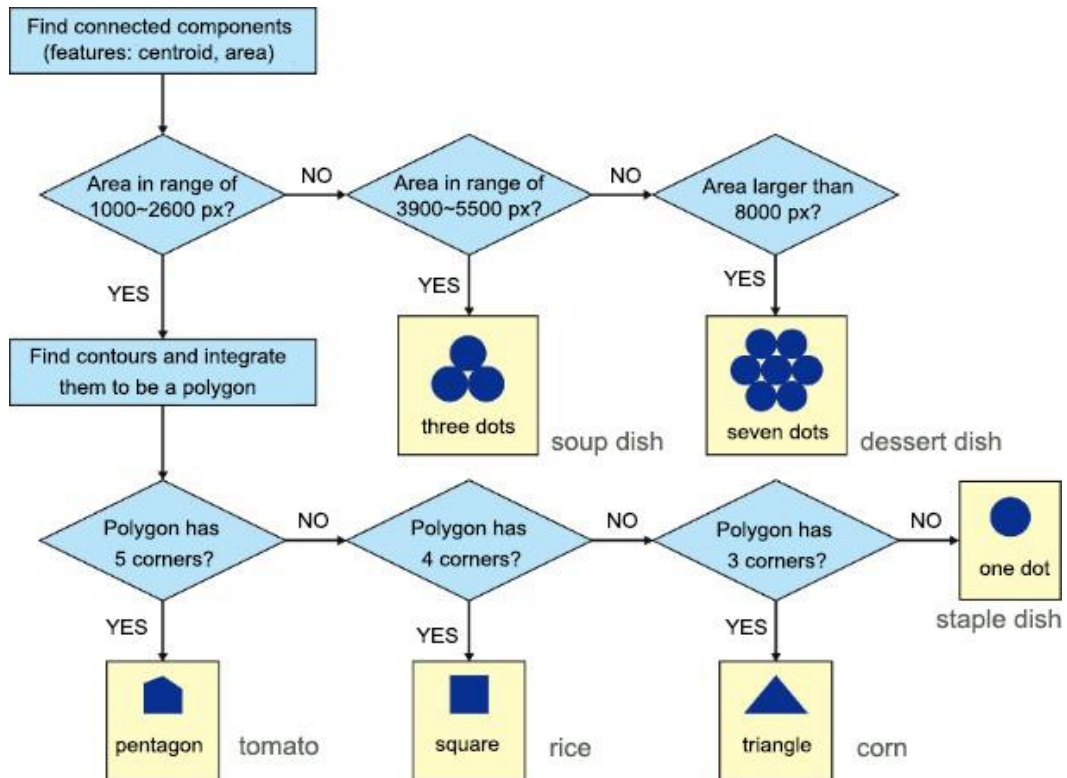 Find connected components
(features: centroid, area)
Area in range of
1000~2600 px?
NO
Area in range of
3900~5500 px?
NO
Area larger than
8000 px?
YES
YES
YES
Find contours and integrate
them to be a polygon
three dots
soup dish
seven dots
dessert dish
Polygon has
5 corners?
NO
Polygon has
4 corners?
NO
Polygon has
3 corners?
NO
one dot
staple dish
YES
YES
YES
pentagon
tomato
square
rice
triangle
corn